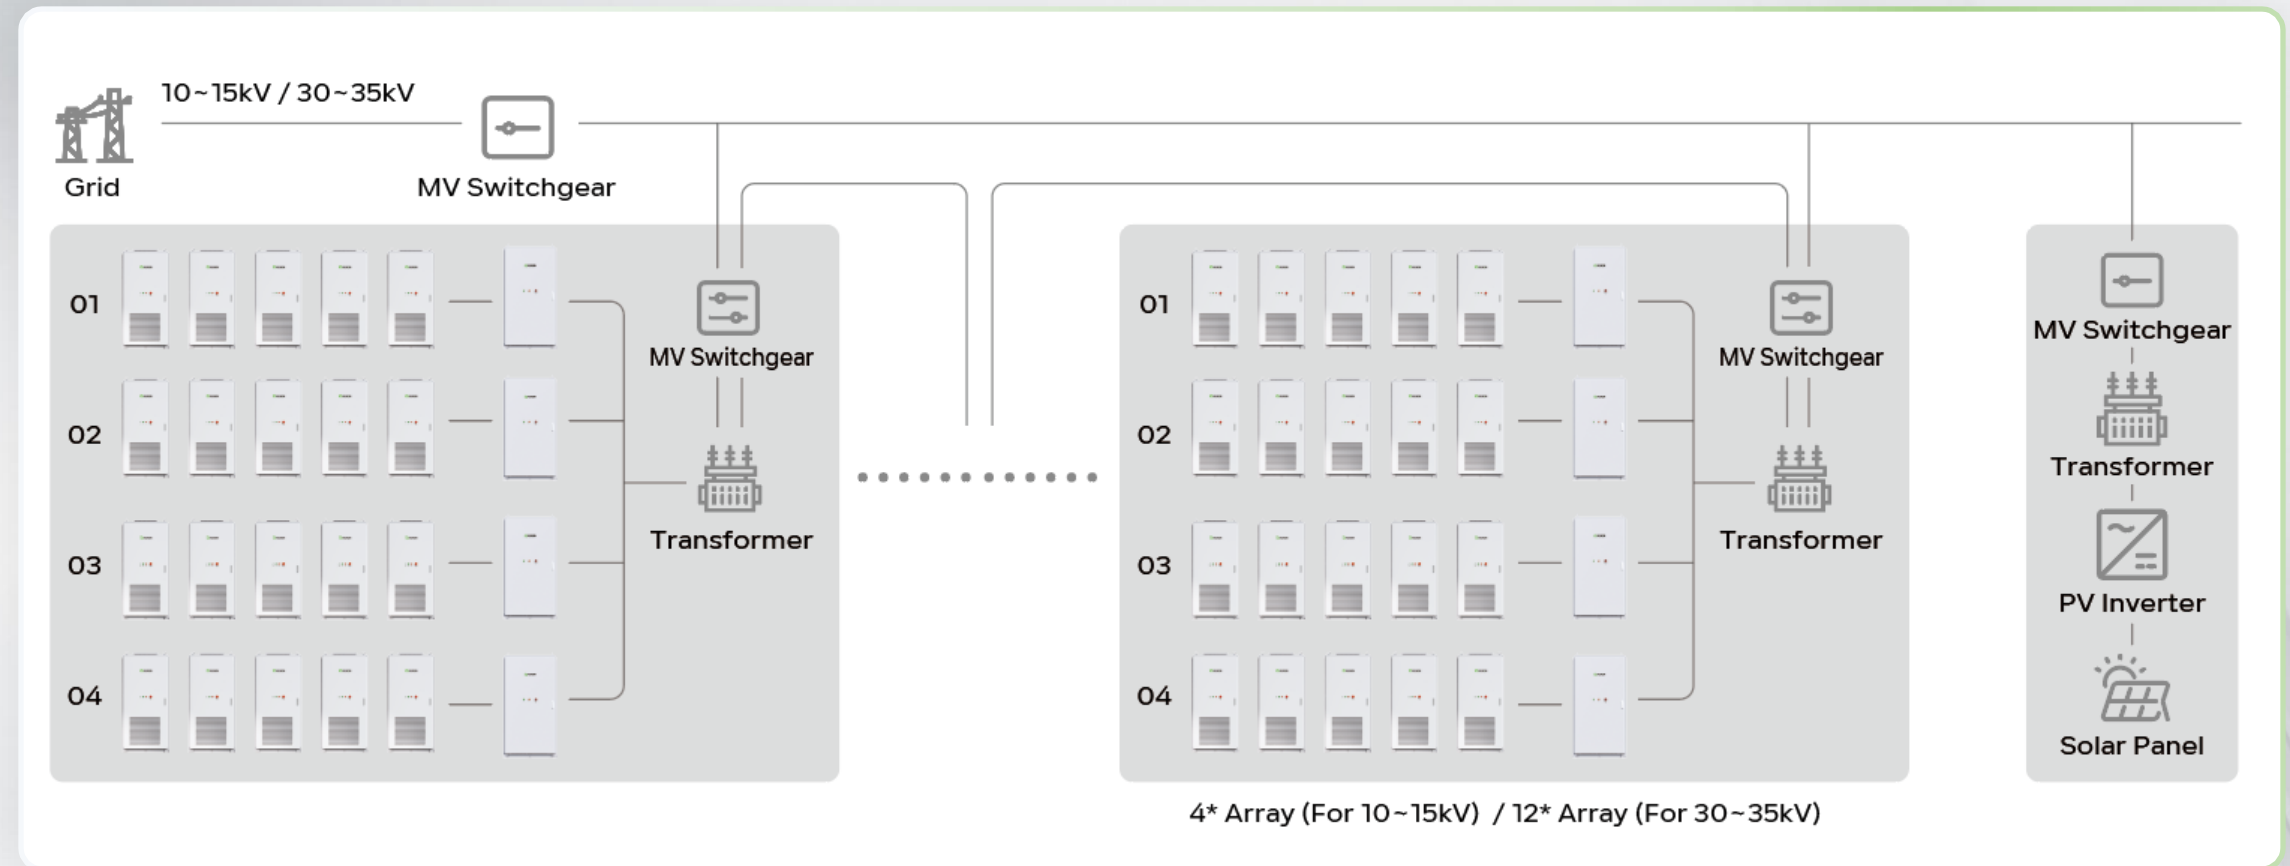 10~15kV / 30~35kV
Grid
MV Switchgear
01
02
03
04
MV Switchgear
Transformer
01
02
03
04
MV Switchgear
Transformer
MV Switchgear
Transformer
PV Inverter
Solar Panel
4* Array (For 10~15kV) / 12* Array (For 30~35kV)